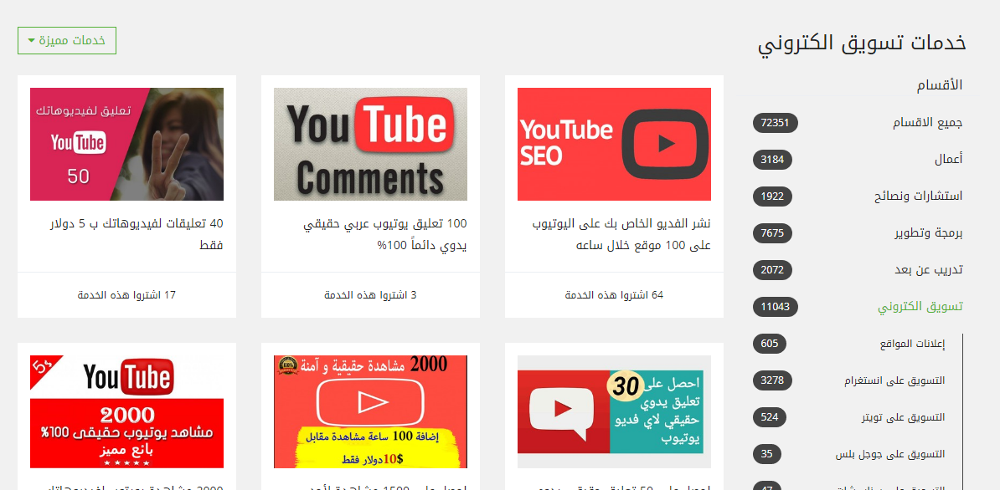 خدمات تسويق الكتروني
خدمات مميزة
الأقسام
جميع الاقسام 72351
أعمال 3184
استشارات ونصائح 1922
برمجة وتطوير 7675
تدريب عن بعد 2072
تسويق الكتروني 11043
إعلانات المواقع 605
التسويق على انستغرام 3278
التسويق على تويتر 524
التسويق على جوجل بلس 35
YouTube
SEO
نشر الفديو الخاص بك على اليوتيوب
على 100 موقع خلال ساعه
64 اشتروا هذه الخدمة
YouTube
Comments
100 تعليق يوتيوب عربي حقيقي
يدوي دائماً 100%
3 اشتروا هذه الخدمة
تعليق لفيديوهاتك
YouTube
50
40 تعليقات لفيديوهاتك ب 5 دولار
فقط
17 اشتروا هذه الخدمة
احصل على 30
تعليق يدوي
حقيقي لاي فديو
يوتيوب
2000 مشاهدة حقيقية و آمنة
100%
إضافة 100 ساعة مشاهدة مقابل
10$دولار فقط
5$
YouTube
2000
مشاهد يوتيوب حقيقى 100%
بائع مميز